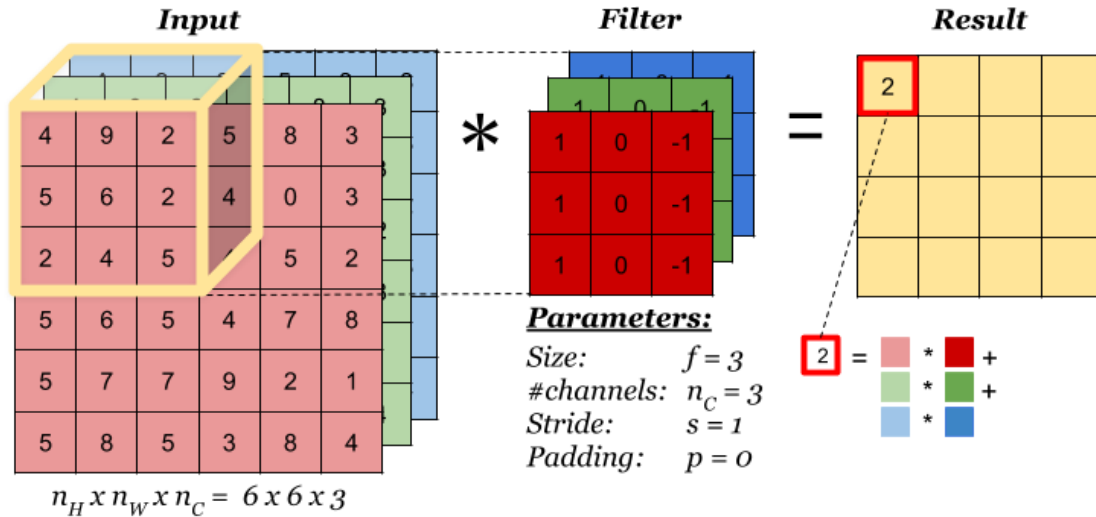 Input Filter Result
4 9 2 5 8 3
5 6 2 4 0 3
2 4 5 5 2
5 6 5 4 7 8
5 7 7 9 2 1
5 8 5 3 8 4
n_H x n_W x n_C = 6 x 6 x 3
*
1 0 -1
1 0 -1
1 0 -1
1 0 -1
Parameters:
Size: f = 3
#channels: n_C = 3
Stride: s = 1
Padding: p = 0
=
2
2 = * +
* +
*